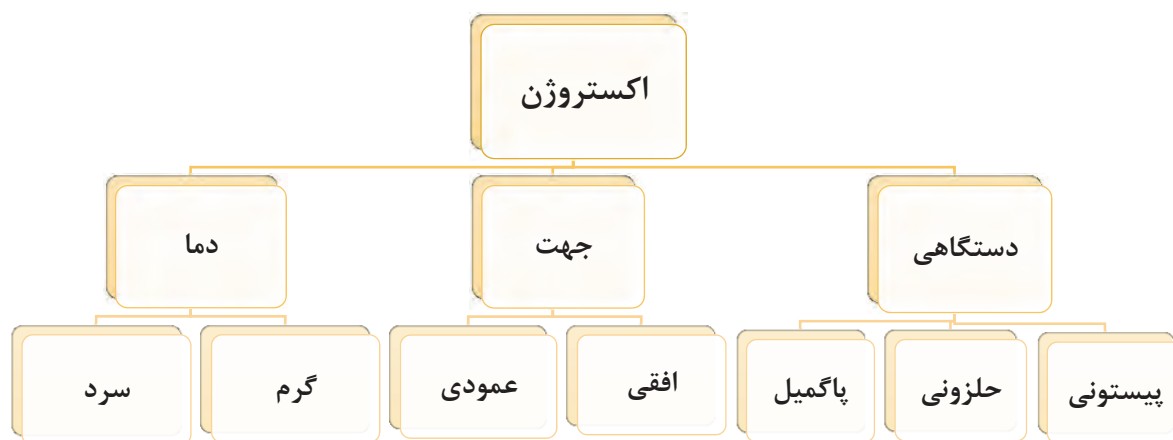 اکستروژن
دستگاهی
جهت
دما
پیستونی
حلزونی
پاگمیل
افقی
عمودی
گرم
سرد